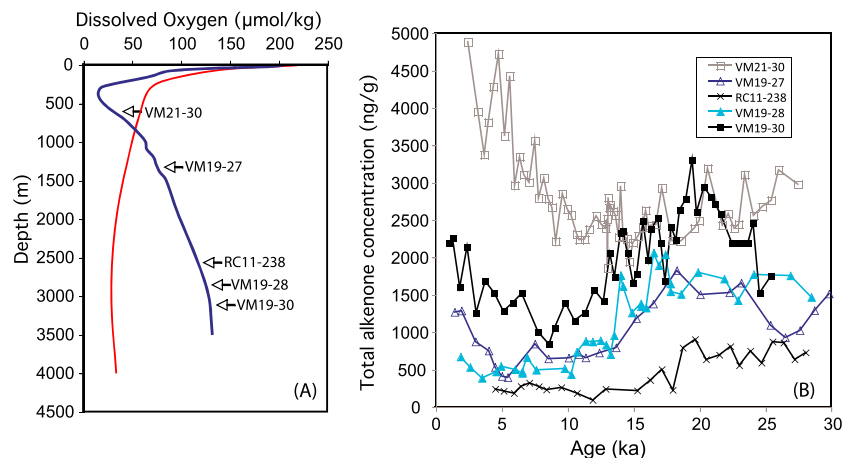 Dissolved Oxygen (µmol/kg)
0 50 100 150 200 250
0
500
1000
1500
2000
2500
3000
3500
4000
4500
Depth (m)
VM21-30
VM19-27
RC11-238
VM19-28
VM19-30
(A)
Total alkenone concentration (ng/g)
5000
4500
4000
3500
3000
2500
2000
1500
1000
500
0
VM21-30
VM19-27
RC11-238
VM19-28
VM19-30
(B)
0 5 10 15 20 25 30
Age (ka)